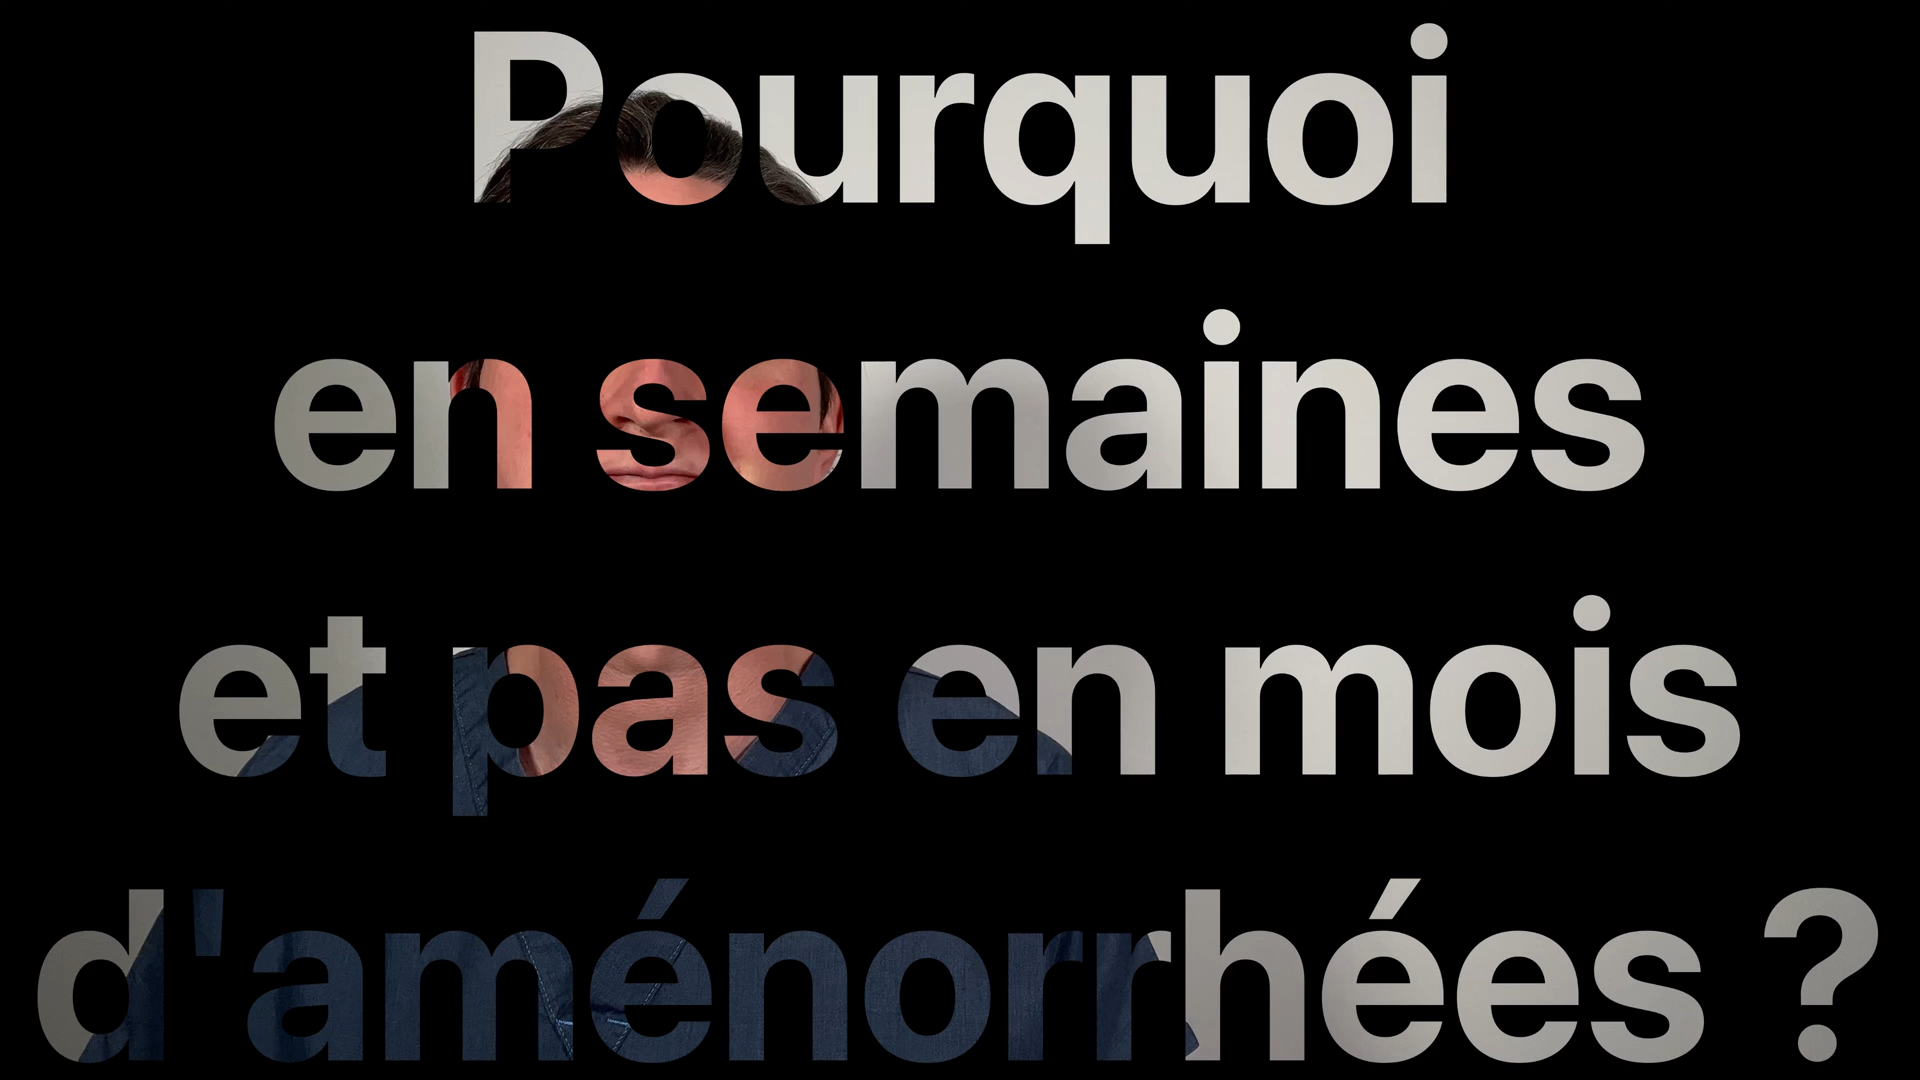 Pourquoi
en semaines
et pas en mois
d'aménorrhées ?